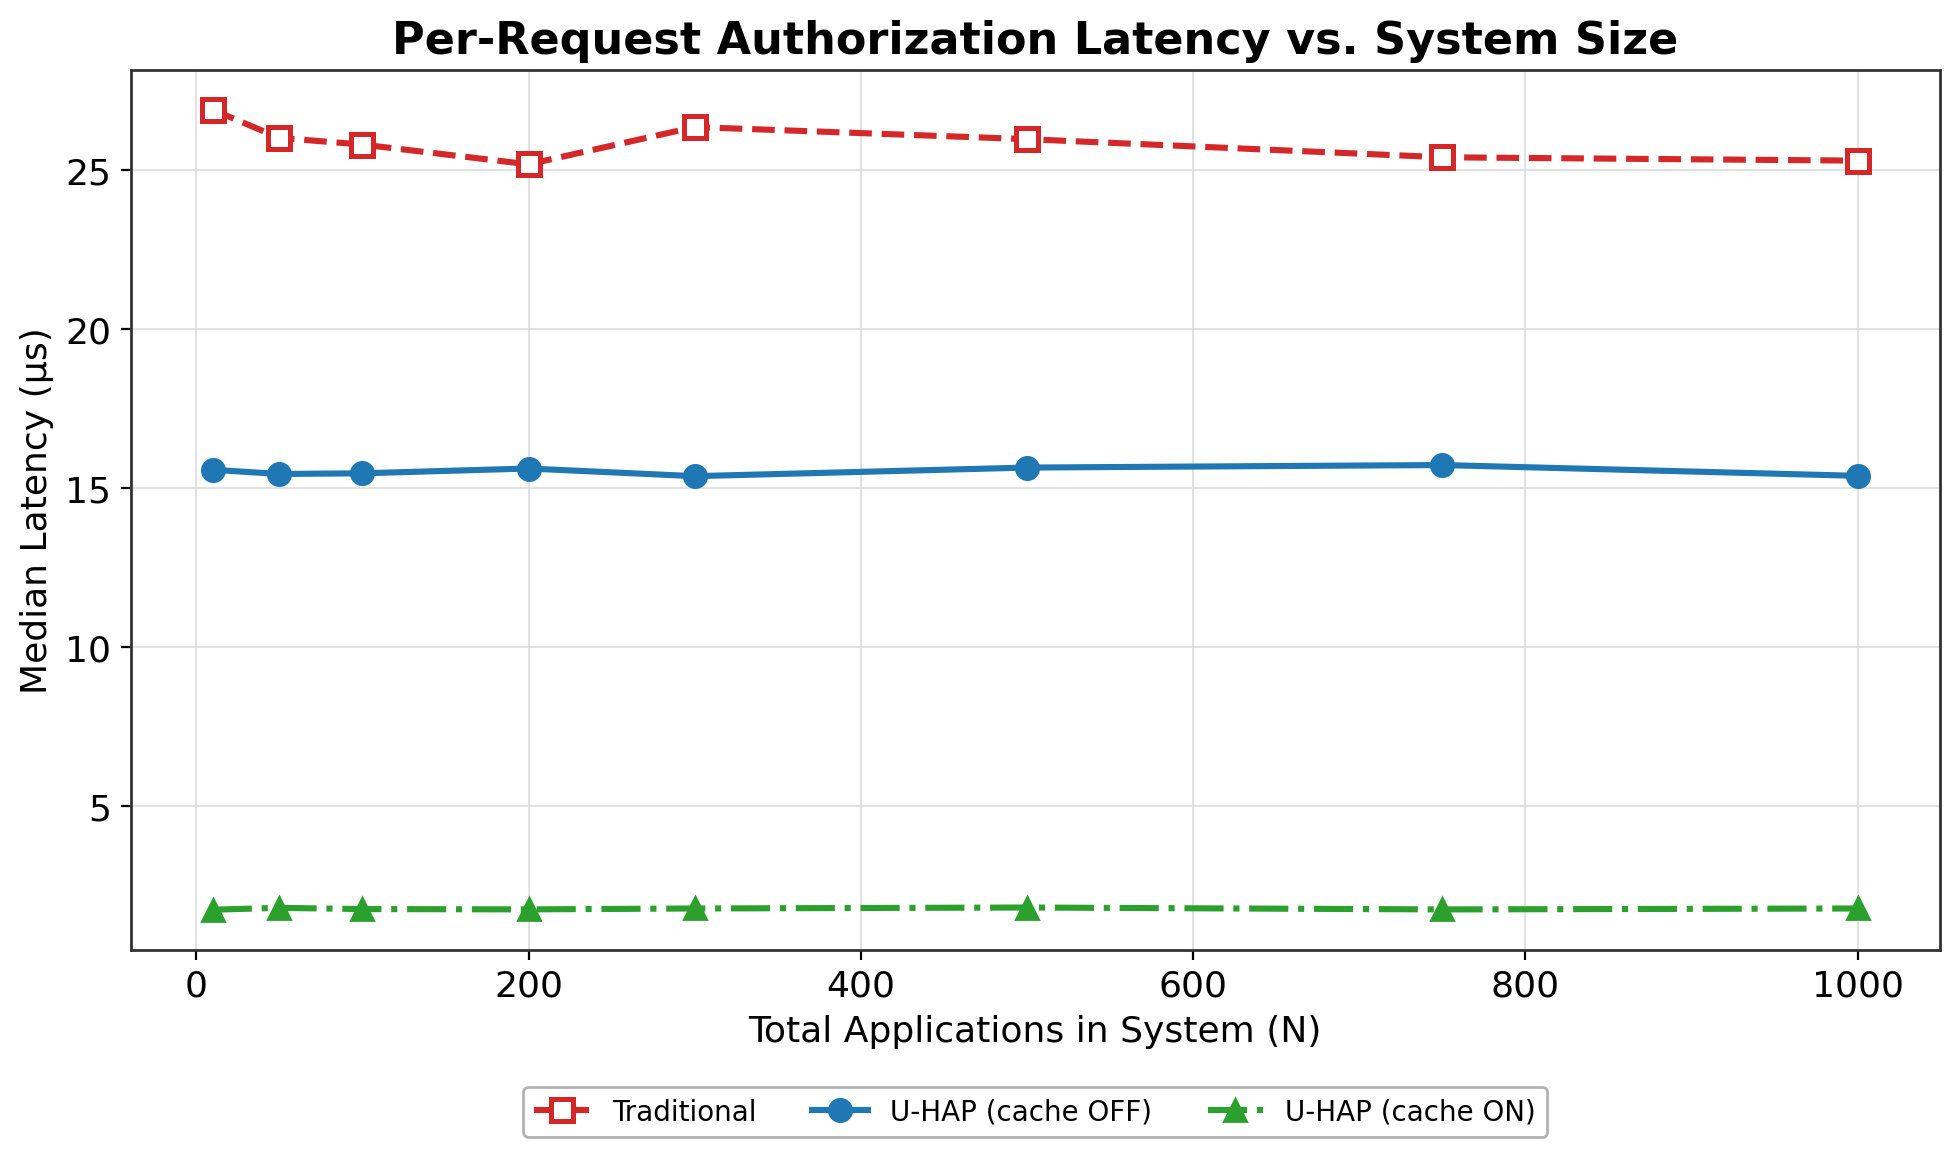 Per-Request Authorization Latency vs. System Size
Median Latency (µs)
25
20
15
10
5
0 200 400 600 800 1000
Total Applications in System (N)
Traditional U-HAP (cache OFF) U-HAP (cache ON)